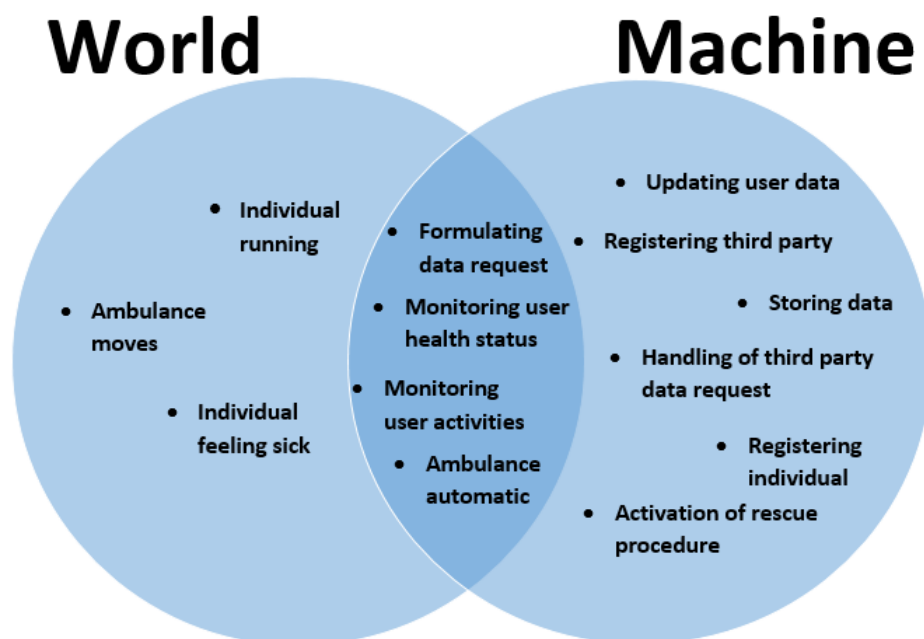 World
Machine
• Individual
running
• Ambulance
moves
• Individual
feeling sick
• Formulating
data request
• Monitoring user
health status
• Monitoring
user activities
• Ambulance
automatic
• Updating user data
• Registering third party
• Storing data
• Handling of third party
data request
• Registering
individual
• Activation of rescue
procedure